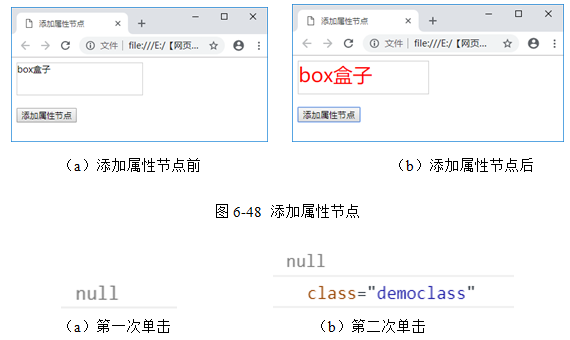 添加属性节点
文件 file:///E:/【网页
box盒子
添加属性节点
添加属性节点
文件 file:///E:/【网页
box盒子
添加属性节点
（a）添加属性节点前
（b）添加属性节点后
图 6-48 添加属性节点
null
（a）第一次单击
null
class="democlass"
（b）第二次单击